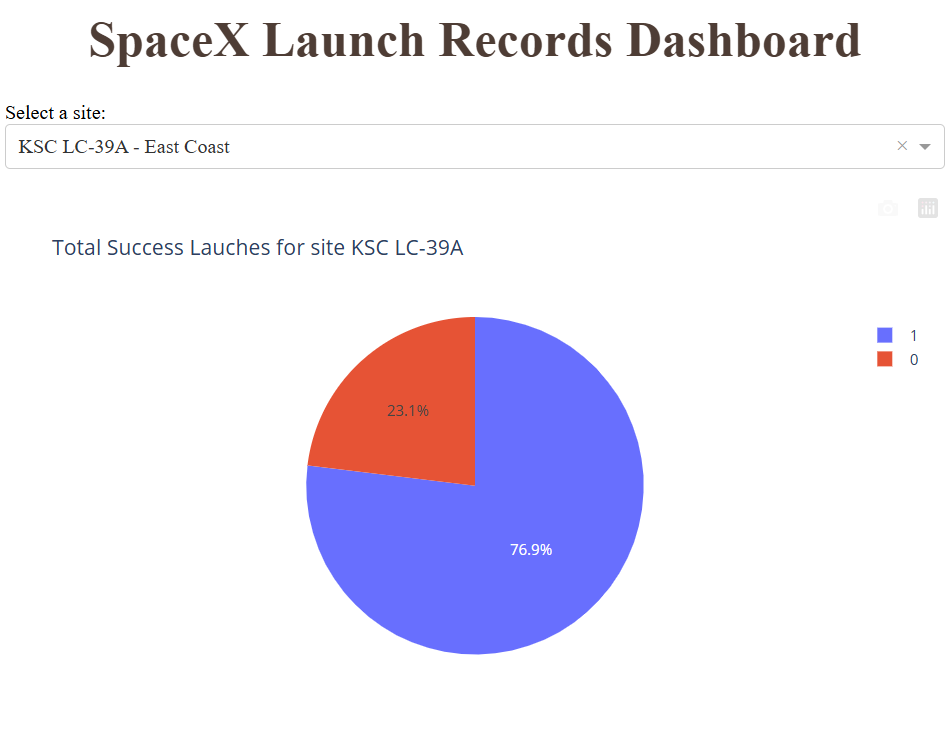 SpaceX Launch Records Dashboard
Select a site:
KSC LC-39A - East Coast ×
Total Success Lauches for site KSC LC-39A
1
0
23.1%
76.9%